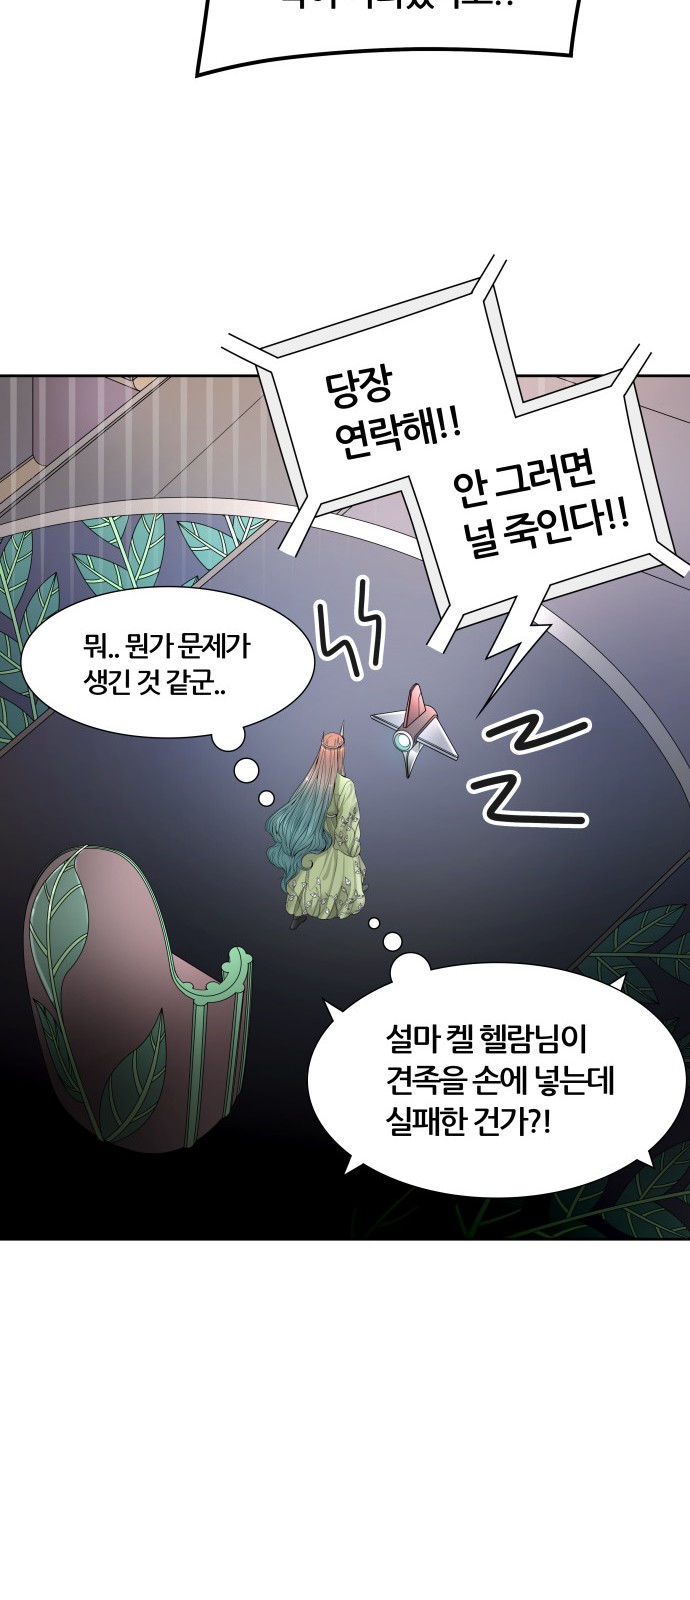 당장
연락해!!
안 그러면
널 죽인다!!
뭐.. 뭔가 문제가
생긴 것 같군..
설마 켈 헬람님이
견족을 손에 넣는데
실패한 건가?!